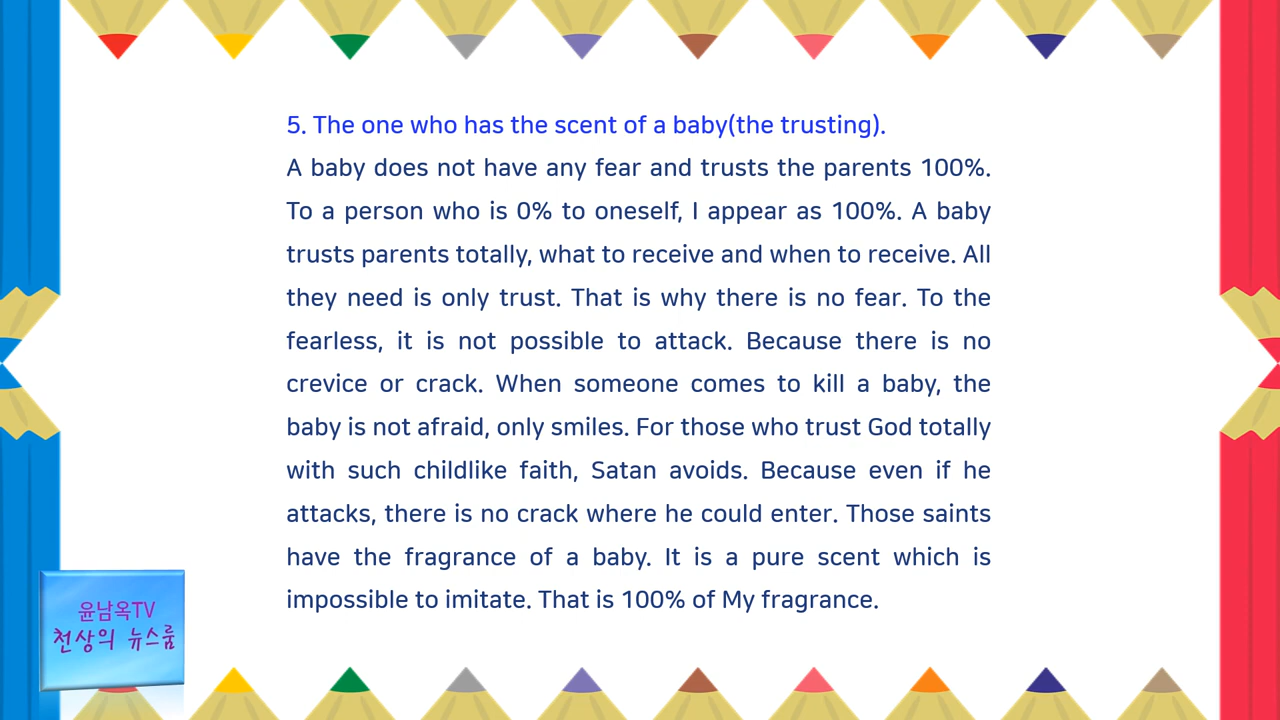 5. The one who has the scent of a baby(the trusting).
A baby does not have any fear and trusts the parents 100%.
To a person who is 0% to oneself, I appear as 100%. A baby
trusts parents totally, what to receive and when to receive. All
they need is only trust. That is why there is no fear. To the
fearless, it is not possible to attack. Because there is no
crevice or crack. When someone comes to kill a baby, the
baby is not afraid, only smiles. For those who trust God totally
with such childlike faith, Satan avoids. Because even if he
attacks, there is no crack where he could enter. Those saints
have the fragrance of a baby. It is a pure scent which is
impossible to imitate. That is 100% of My fragrance.
윤남옥TV
천상의 뉴스룸